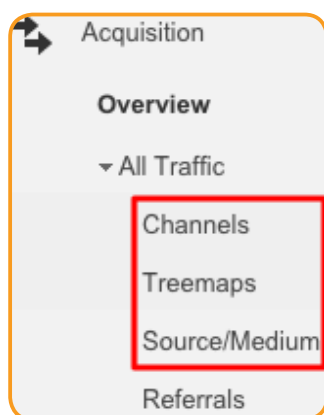 Acquisition
Overview
All Traffic
Channels
Treemaps
Source/Medium
Referrals